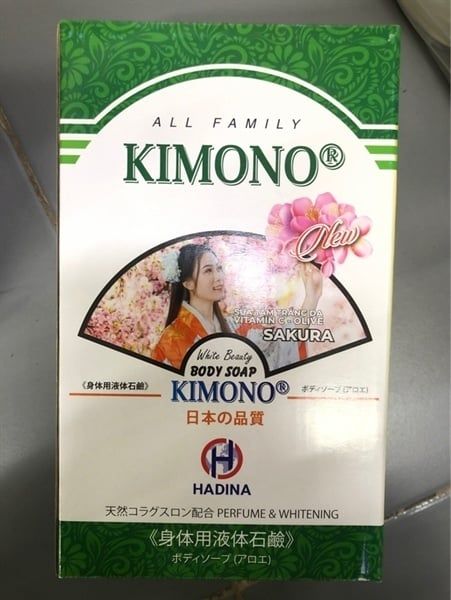 ALL FAMILY
KIMONO®
New
SỮA TẮM TRẮNG DA
VITAMIN C - OLIVE
SAKURA
White Beauty
BODY SOAP
《身体用液体石鹸》
KIMONO®
ボディソープ (アロエ)
日本の品質
H
HADINA
天然コラグスロン配合 PERFUME & WHITENING
《身体用液体石鹸》
ボディソープ (アロエ)